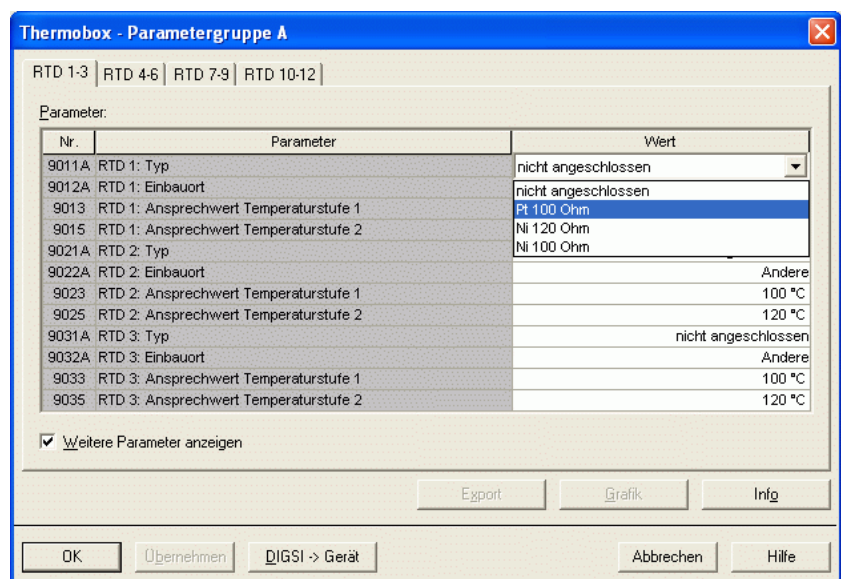 Thermobox - Parametergruppe A
RTD 1-3 RTD 4-6 RTD 7-9 RTD 10-12
Parameter:
Nr. Parameter Wert
9011A RTD 1: Typ nicht angeschlossen
9012A RTD 1: Einbauort nicht angeschlossen
9013 RTD 1: Ansprechwert Temperaturstufe 1 Pt 100 Ohm
9015 RTD 1: Ansprechwert Temperaturstufe 2 Ni 120 Ohm
9021A RTD 2: Typ Ni 100 Ohm
9022A RTD 2: Einbauort Andere
9023 RTD 2: Ansprechwert Temperaturstufe 1 100 °C
9025 RTD 2: Ansprechwert Temperaturstufe 2 120 °C
9031A RTD 3: Typ nicht angeschlossen
9032A RTD 3: Einbauort Andere
9033 RTD 3: Ansprechwert Temperaturstufe 1 100 °C
9035 RTD 3: Ansprechwert Temperaturstufe 2 120 °C
Weitere Parameter anzeigen
Export Grafik Info
OK Übernehmen DIGSI -> Gerät Abbrechen Hilfe